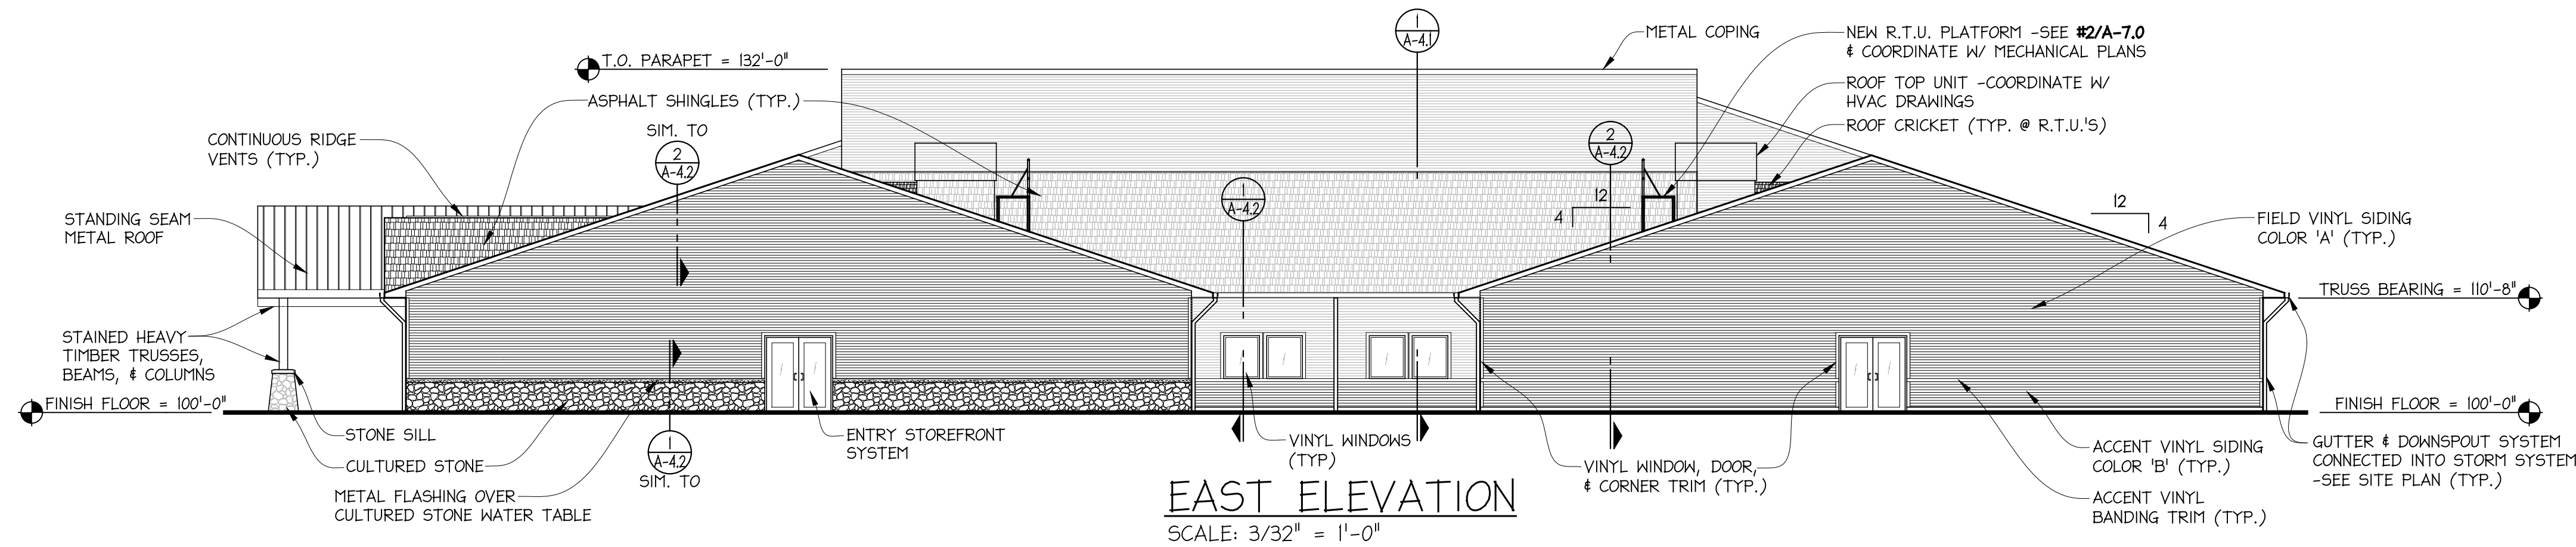 T.O. PARAPET = 132'-0"
ASPHALT SHINGLES (TYP.)
CONTINUOUS RIDGE
VENTS (TYP.)
SIM. TO
2
A-4.2
STANDING SEAM
METAL ROOF
STAINED HEAVY
TIMBER TRUSSES,
BEAMS, & COLUMNS
FINISH FLOOR = 100'-0"
STONE SILL
CULTURED STONE
METAL FLASHING OVER
CULTURED STONE WATER TABLE
1
A-4.2
SIM. TO
ENTRY STOREFRONT
SYSTEM
1
A-4.2
VINYL WINDOWS
(TYP)
1
A-4.1
METAL COPING
NEW R.T.U. PLATFORM -SEE #2/A-7.0
& COORDINATE W/ MECHANICAL PLANS
ROOF TOP UNIT -COORDINATE W/
HVAC DRAWINGS
ROOF CRICKET (TYP. @ R.T.U.'S)
2
A-4.2
12
4
12
4
FIELD VINYL SIDING
COLOR 'A' (TYP.)
TRUSS BEARING = 110'-8"
FINISH FLOOR = 100'-0"
GUTTER & DOWNSPOUT SYSTEM
CONNECTED INTO STORM SYSTEM
-SEE SITE PLAN (TYP.)
VINYL WINDOW, DOOR,
& CORNER TRIM (TYP.)
ACCENT VINYL SIDING
COLOR 'B' (TYP.)
ACCENT VINYL
BANDING TRIM (TYP.)
EAST ELEVATION
SCALE: 3/32" = 1'-0"